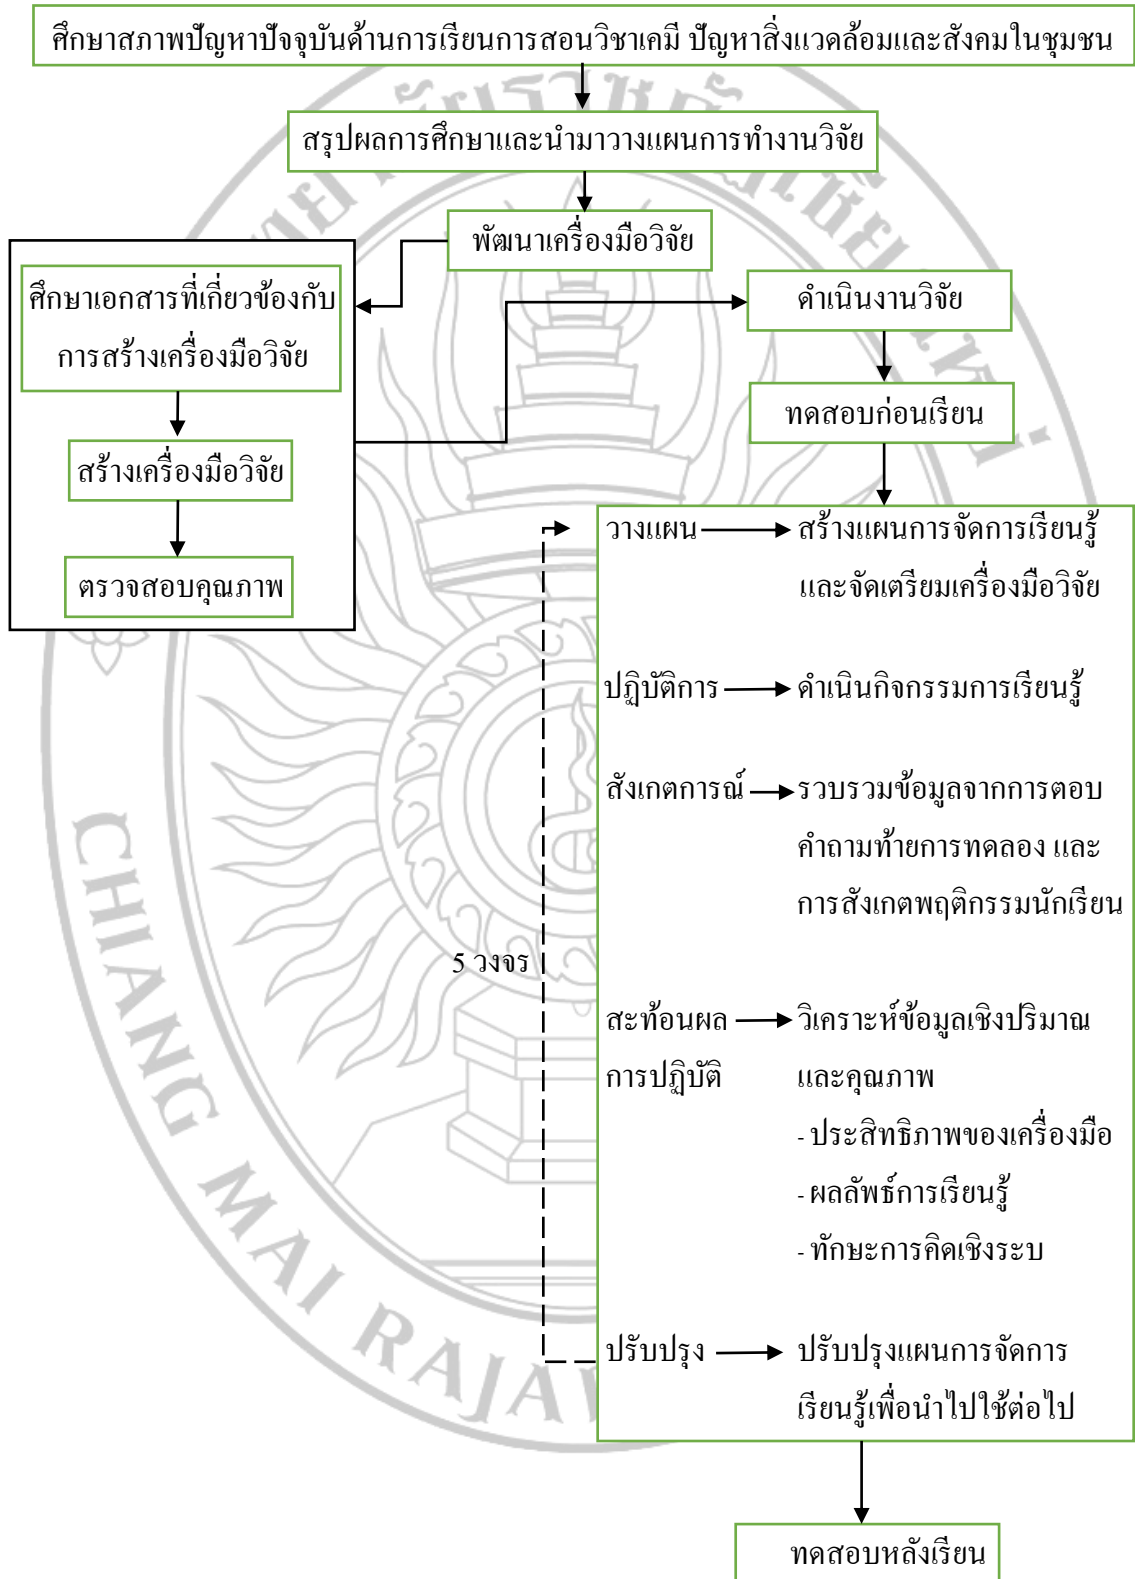 ศึกษาสภาพปัญหาปัจจุบันด้านการเรียนการสอนวิชาเคมี ปัญหาสิ่งแวดล้อมและสังคมในชุมชน
สรุปผลการศึกษาและนำมาวางแผนการทำงานวิจัย
พัฒนาเครื่องมือวิจัย
ศึกษาเอกสารที่เกี่ยวข้องกับ
การสร้างเครื่องมือวิจัย
สร้างเครื่องมือวิจัย
ตรวจสอบคุณภาพ
ดำเนินงานวิจัย
ทดสอบก่อนเรียน
วางแผน สร้างแผนการจัดการเรียนรู้
และจัดเตรียมเครื่องมือวิจัย
ปฏิบัติการ ดำเนินกิจกรรมการเรียนรู้
สังเกตการณ์ รวบรวมข้อมูลจากการตอบ
คำถามท้ายการทดลอง และ
การสังเกตพฤติกรรมนักเรียน
5 วงจร
สะท้อนผล วิเคราะห์ข้อมูลเชิงปริมาณ
การปฏิบัติ และคุณภาพ
- ประสิทธิภาพของเครื่องมือ
- ผลลัพธ์การเรียนรู้
- ทักษะการคิดเชิงระบบ
ปรับปรุง ปรับปรุงแผนการจัดการ
เรียนรู้เพื่อนำไปใช้ต่อไป
ทดสอบหลังเรียน
CHIANG MAI RAJA